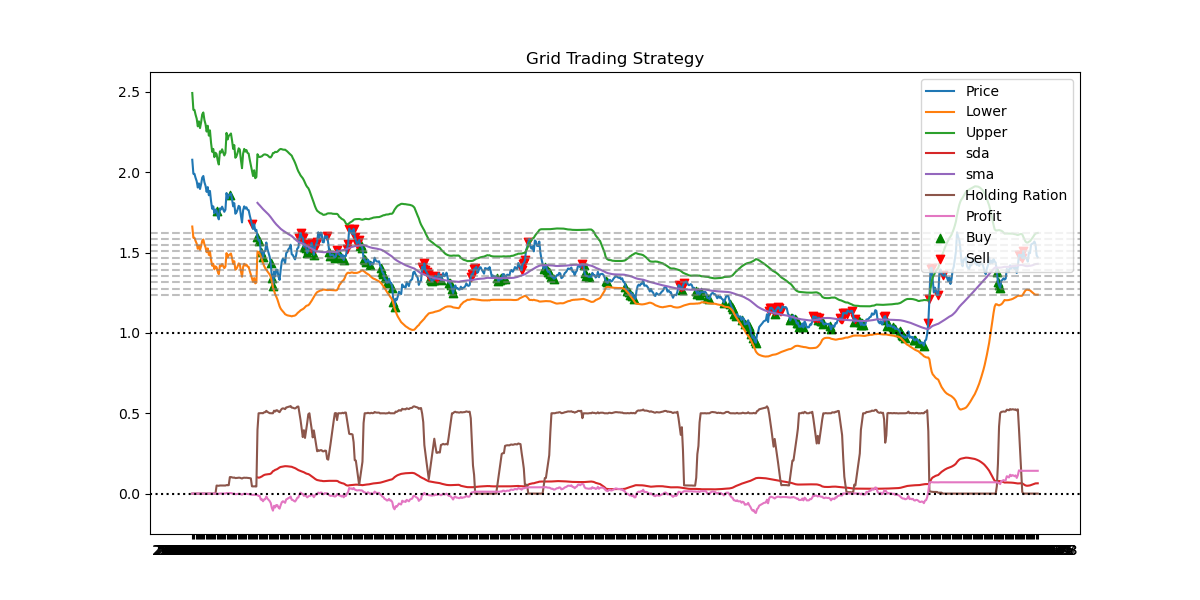 Grid Trading Strategy
2.5
2.0
1.5
1.0
0.5
0.0
Price
Lower
Upper
sda
sma
Holding Ration
Profit
Buy
Sell